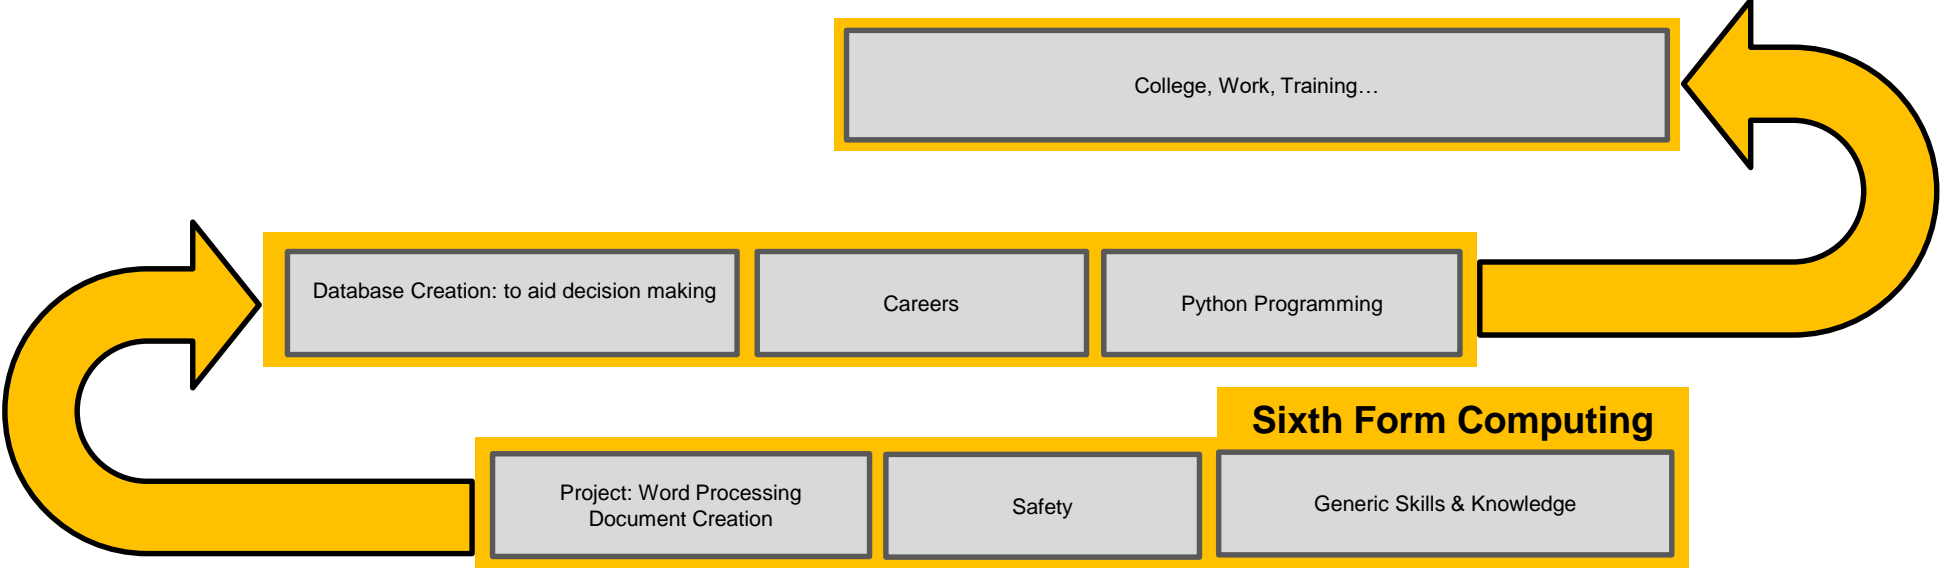 College, Work, Training…
Database Creation: to aid decision making
Careers
Python Programming
Sixth Form Computing
Project: Word Processing
Document Creation
Safety
Generic Skills & Knowledge